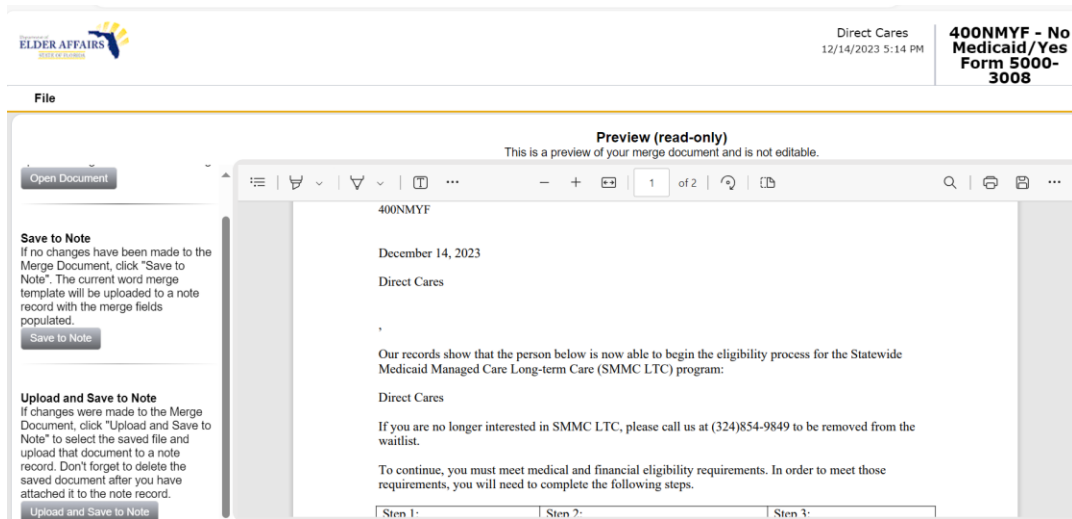 Department of
ELDER AFFAIRS
STATE OF FLORIDA
Direct Cares
12/14/2023 5:14 PM
400NMYF - No
Medicaid/Yes
Form 5000-
3008
File
Preview (read-only)
This is a preview of your merge document and is not editable.
Open Document
1 of 2
Save to Note
If no changes have been made to the
Merge Document, click "Save to
Note". The current word merge
template will be uploaded to a note
record with the merge fields
populated.
Save to Note
Upload and Save to Note
If changes were made to the Merge
Document, click "Upload and Save to
Note" to select the saved file and
upload that document to a note
record. Don't forget to delete the
saved document after you have
attached it to the note record.
Upload and Save to Note
400NMYF
December 14, 2023
Direct Cares
,
Our records show that the person below is now able to begin the eligibility process for the Statewide
Medicaid Managed Care Long-term Care (SMMC LTC) program:
Direct Cares
If you are no longer interested in SMMC LTC, please call us at (324)854-9849 to be removed from the
waitlist.
To continue, you must meet medical and financial eligibility requirements. In order to meet those
requirements, you will need to complete the following steps.
Step 1: Step 2: Step 3: